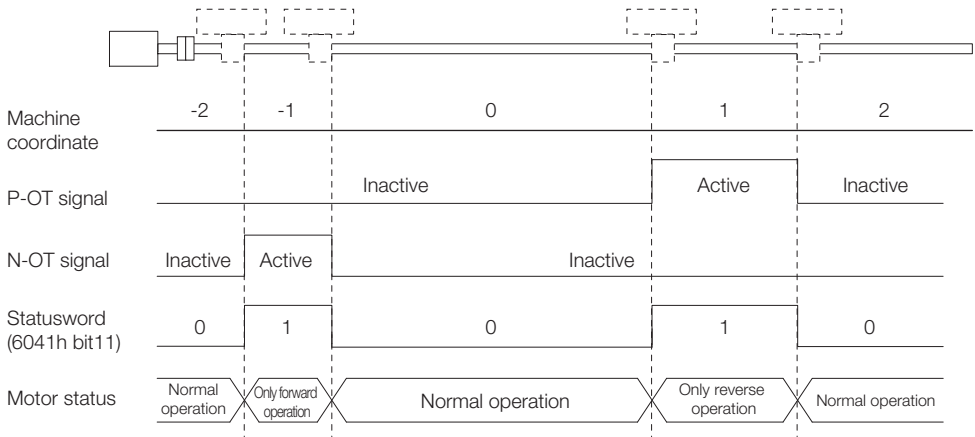 Machine
coordinate
-2 -1 0 1 2
P-OT signal
Inactive Active Inactive
N-OT signal
Inactive Active Inactive
Statusword
(6041h bit11)
0 1 0 1 0
Motor status
Normal
operation
Only forward
operation
Normal operation
Only reverse
operation
Normal operation